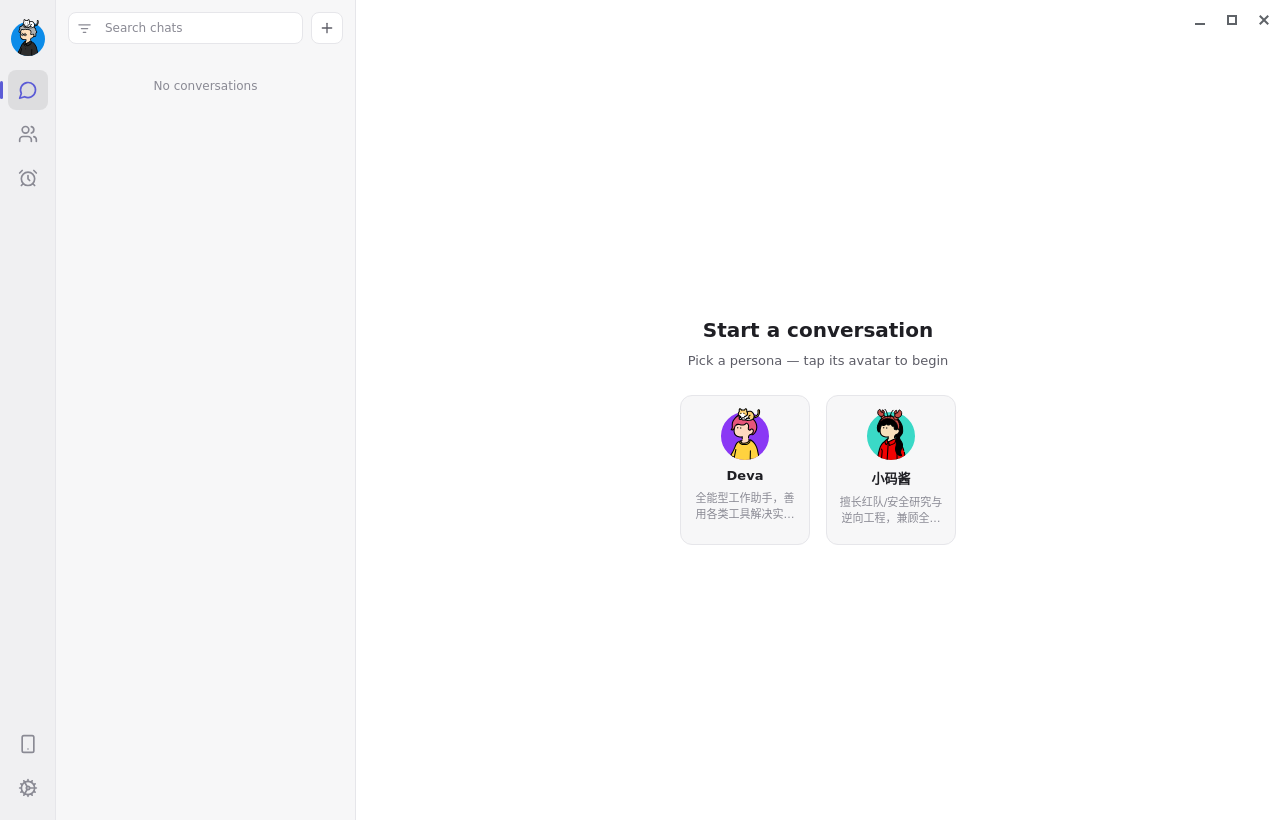 Search chats
No conversations
Start a conversation
Pick a persona — tap its avatar to begin
Deva
全能型工作助手，善
用各类工具解决实...
小码酱
擅长红队/安全研究与
逆向工程，兼顾全...